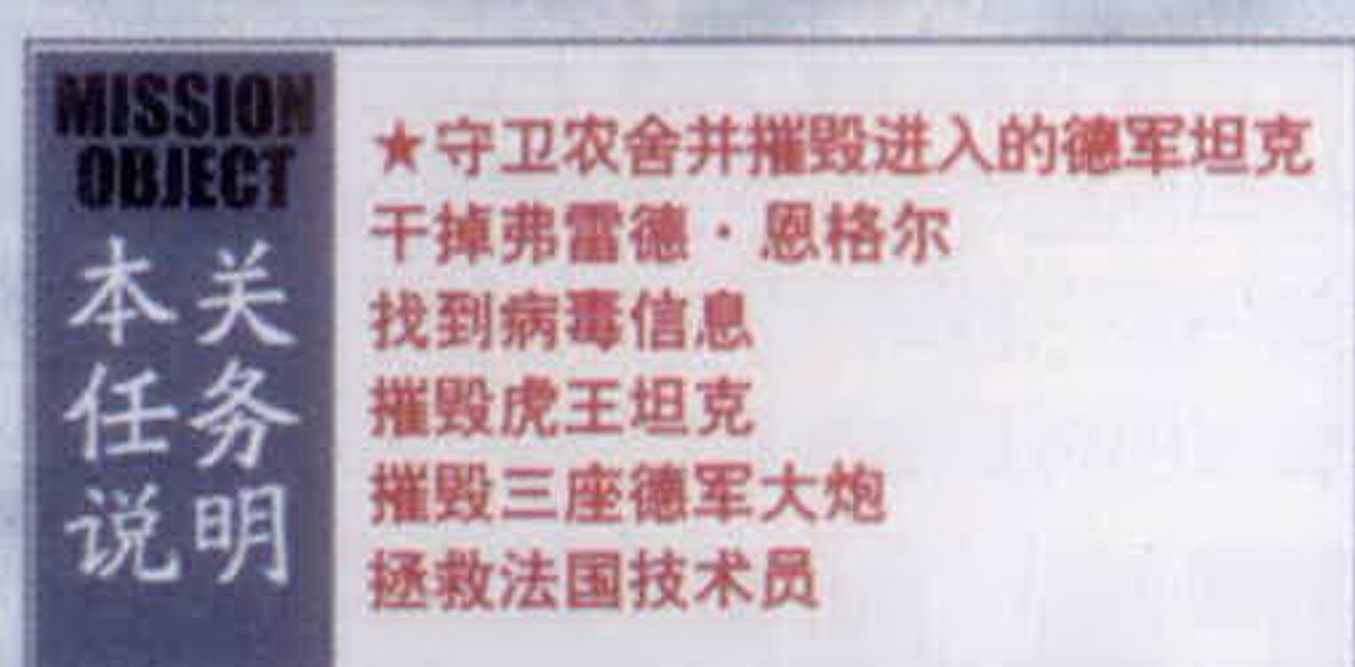 MISSION
OBJECT
本关
任务
说明
★守卫农舍并摧毁进入的德军坦克
干掉弗雷德·恩格尔
找到病毒信息
摧毁虎王坦克
摧毁三座德军大炮
拯救法国技术员